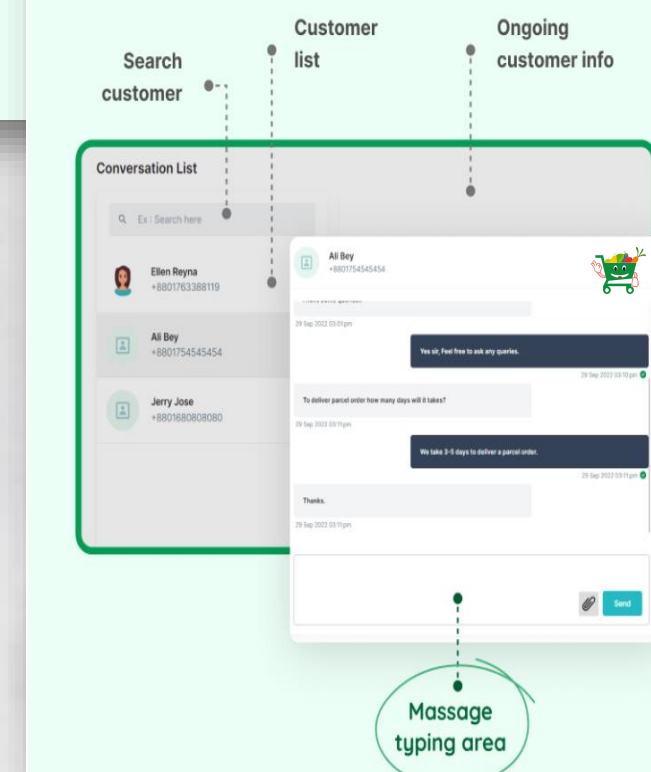 Customer
list
Ongoing
customer info
Search
customer
Conversation List
Ex : Search here
Ellen Reyna
+8801763388119
Ali Bey
+8801754545454
Jerry Jose
+8801680808080
Ali Bey
+8801754545454
29 Sep 2022 03:01pm
Yes sir, Feel free to ask any queries.
29 Sep 2022 03:10pm
To deliver parcel order how many days will it takes?
29 Sep 2022 03:11pm
We take 3-5 days to deliver a parcel order.
29 Sep 2022 03:11pm
Thanks.
29 Sep 2022 03:11pm
Send
Massage
typing area